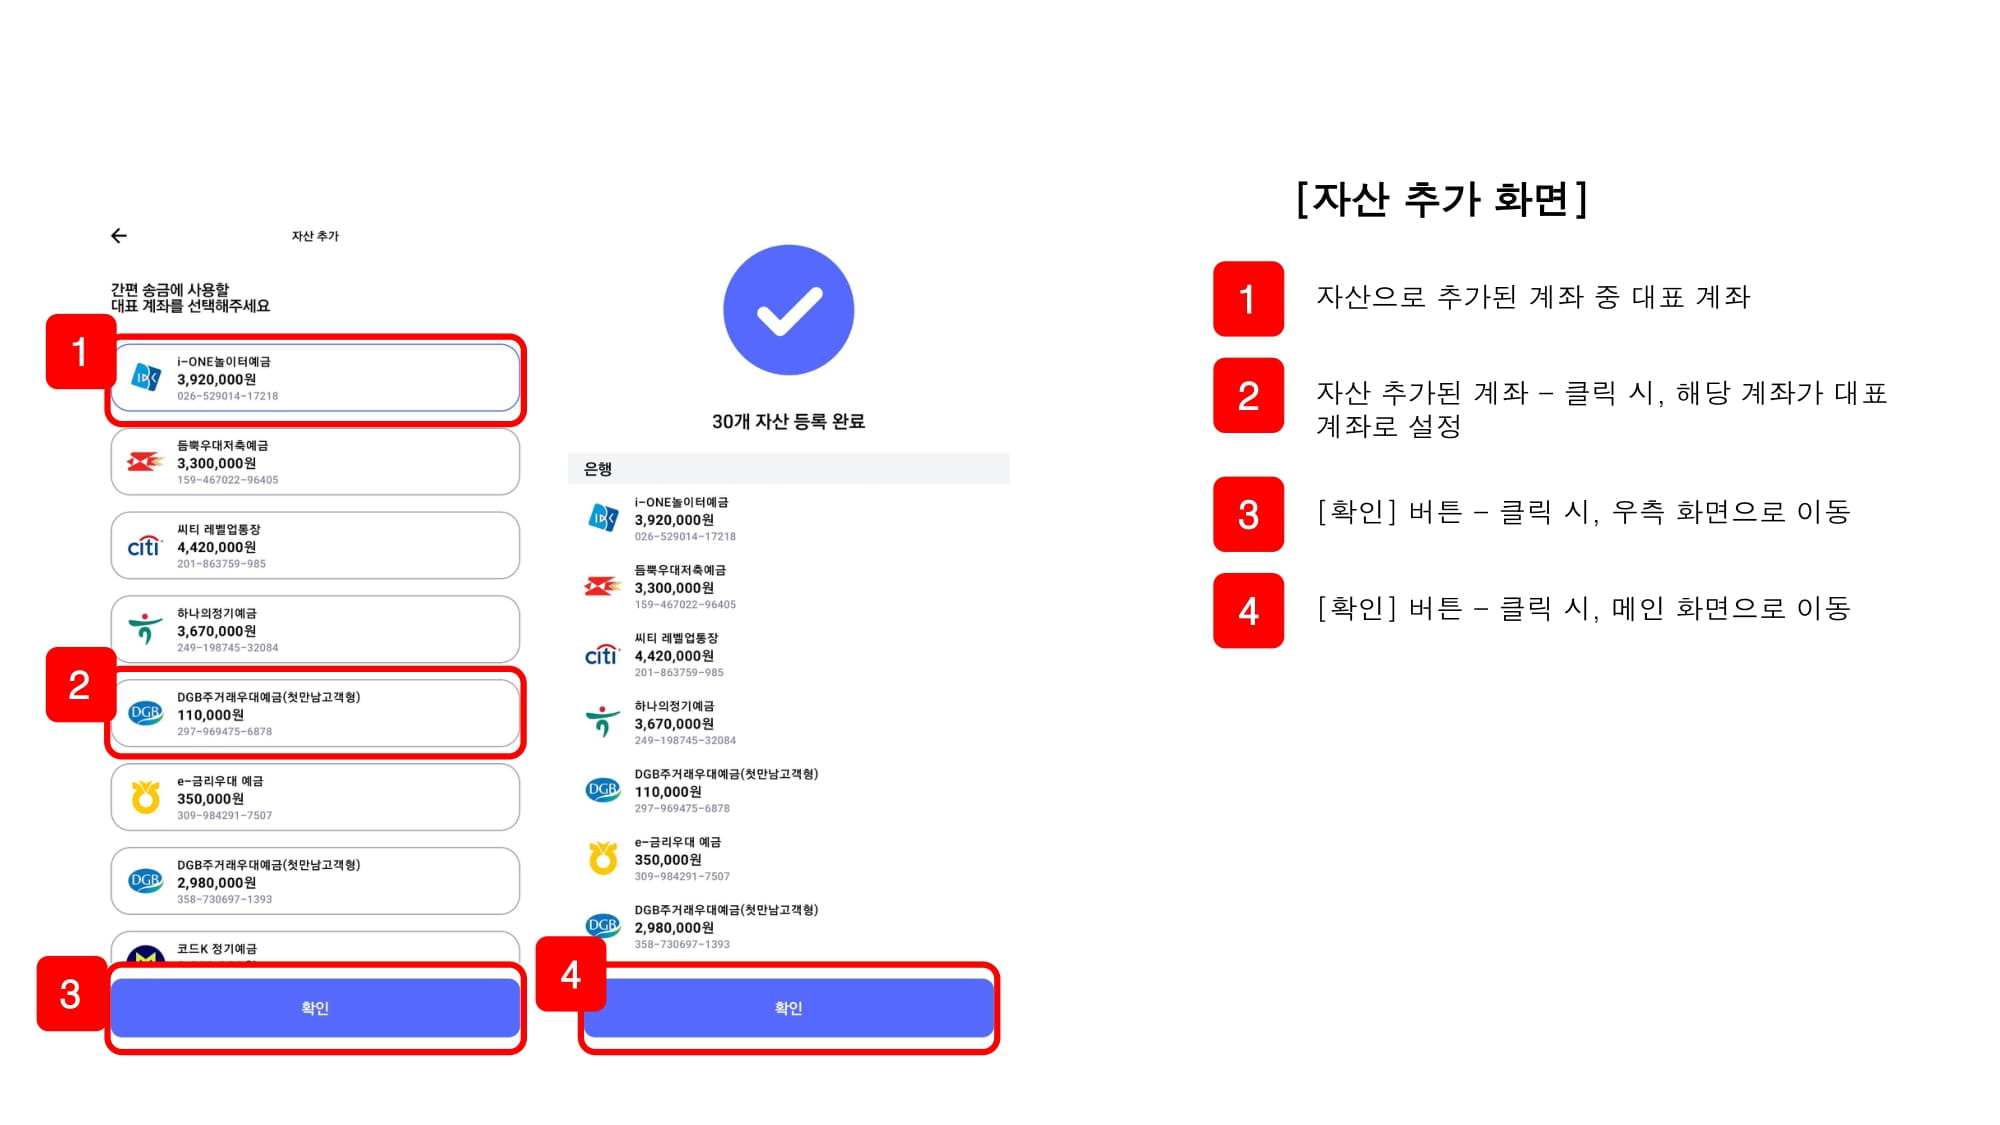 자산 추가
간편 송금에 사용할
대표 계좌를 선택해주세요
1
i-ONE놀이터예금
3,920,000원
026-529014-17218
듬뿍우대저축예금
3,300,000원
159-467022-96405
citi
씨티 레벨업통장
4,420,000원
201-863759-985
하나의정기예금
3,670,000원
249-198745-32084
2
DGB
DGB주거래우대예금(첫만남고객형)
110,000원
297-969475-6878
e-금리우대 예금
350,000원
309-984291-7507
DGB
DGB주거래우대예금(첫만남고객형)
2,980,000원
358-730697-1393
코드K 정기예금
3
확인
30개 자산 등록 완료
은행
i-ONE놀이터예금
3,920,000원
026-529014-17218
듬뿍우대저축예금
3,300,000원
159-467022-96405
citi
씨티 레벨업통장
4,420,000원
201-863759-985
하나의정기예금
3,670,000원
249-198745-32084
DGB
DGB주거래우대예금(첫만남고객형)
110,000원
297-969475-6878
e-금리우대 예금
350,000원
309-984291-7507
DGB
DGB주거래우대예금(첫만남고객형)
2,980,000원
358-730697-1393
4
확인
[자산 추가 화면]
1
자산으로 추가된 계좌 중 대표 계좌
2
자산 추가된 계좌 – 클릭 시, 해당 계좌가 대표
계좌로 설정
3
[확인] 버튼 – 클릭 시, 우측 화면으로 이동
4
[확인] 버튼 – 클릭 시, 메인 화면으로 이동